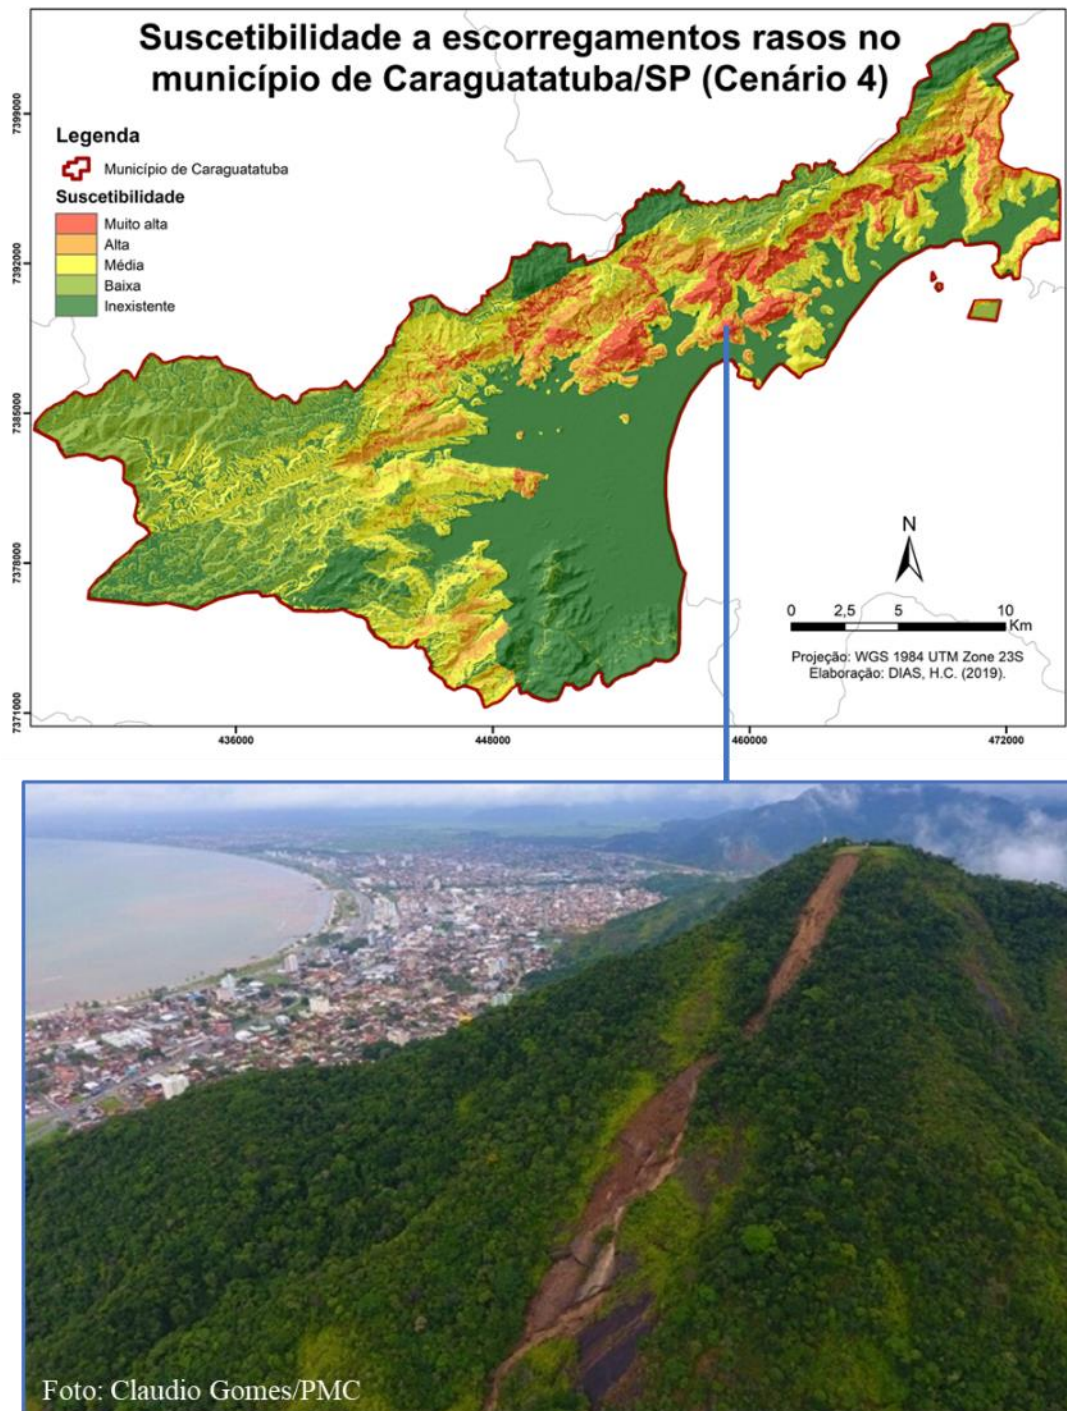 Suscetibilidade a escorregamentos rasos no
município de Caraguatatuba/SP (Cenário 4)
Legenda
Município de Caraguatatuba
Suscetibilidade
Muito alta
Alta
Média
Baixa
Inexistente
7399000
7392000
7385000
7378000
7371000
N
0 2,5 5 10
Km
Projeção: WGS 1984 UTM Zone 23S
Elaboração: DIAS, H.C. (2019).
436000 448000 460000 472000
Foto: Claudio Gomes/PMC